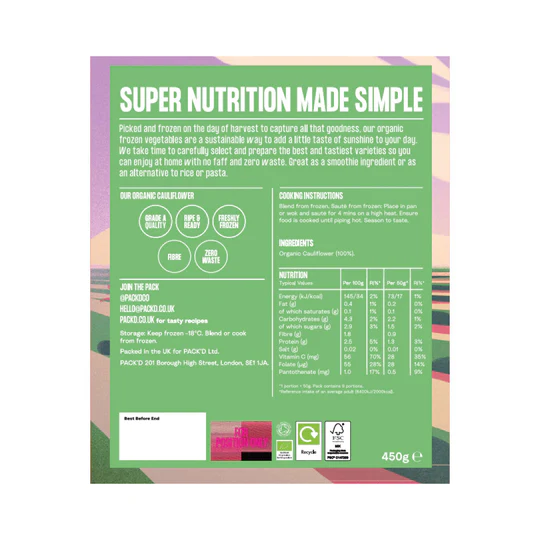 SUPER NUTRITION MADE SIMPLE
Picked and frozen on the day of harvest to capture all that goodness, our organic
frozen vegetables are a sustainable way to add a little taste of sunshine to your day.
We take time to carefully select and prepare the best and tastiest varieties so you
can enjoy at home with no faff and zero waste. Great as a smoothie ingredient or as
an alternative to rice or pasta.
OUR ORGANIC CAULIFLOWER
GRADE A
QUALITY
RIPE &
READY
FRESHLY
FROZEN
FIBRE
ZERO
WASTE
JOIN THE PACK
@PACKDCO
HELLO@PACKD.CO.UK
PACKD.CO.UK for tasty recipes
Storage: Keep frozen -18°C. Blend or cook
from frozen.
Packed in the UK for PACK'D Ltd.
PACK'D 201 Borough High Street, London, SE1 1JA.
COOKING INSTRUCTIONS
Blend from frozen. Sauté from frozen: Place in pan
or wok and sauté for 4 mins on a high heat. Ensure
food is cooked until piping hot. Season to taste.
INGREDIENTS
Organic Cauliflower (100%).
NUTRITION
Typical Values Per 100g RI%* Per 50g^ RI%*
Energy (kJ/kcal) 145/34 2% 73/17 1%
Fat (g) 0.4 1% 0.2 0%
of which saturates (g) 0.1 1% 0.1 0%
Carbohydrates (g) 4.3 2% 2.2 1%
of which sugars (g) 2.9 3% 1.5 2%
Fibre (g) 1.8 0.9
Protein (g) 2.5 5% 1.3 3%
Salt (g) 0.02 0% 0.01 0%
Vitamin C (mg) 56 70% 28 35%
Folate (µg) 55 28% 28 14%
Pantothenate (mg) 1.0 17% 0.5 9%
^1 portion = 50g. Pack contains 9 portions.
*Reference intake of an average adult (8400kJ/2000kcal).
Best Before End
Recycle
FSC
MIX
450g ℮